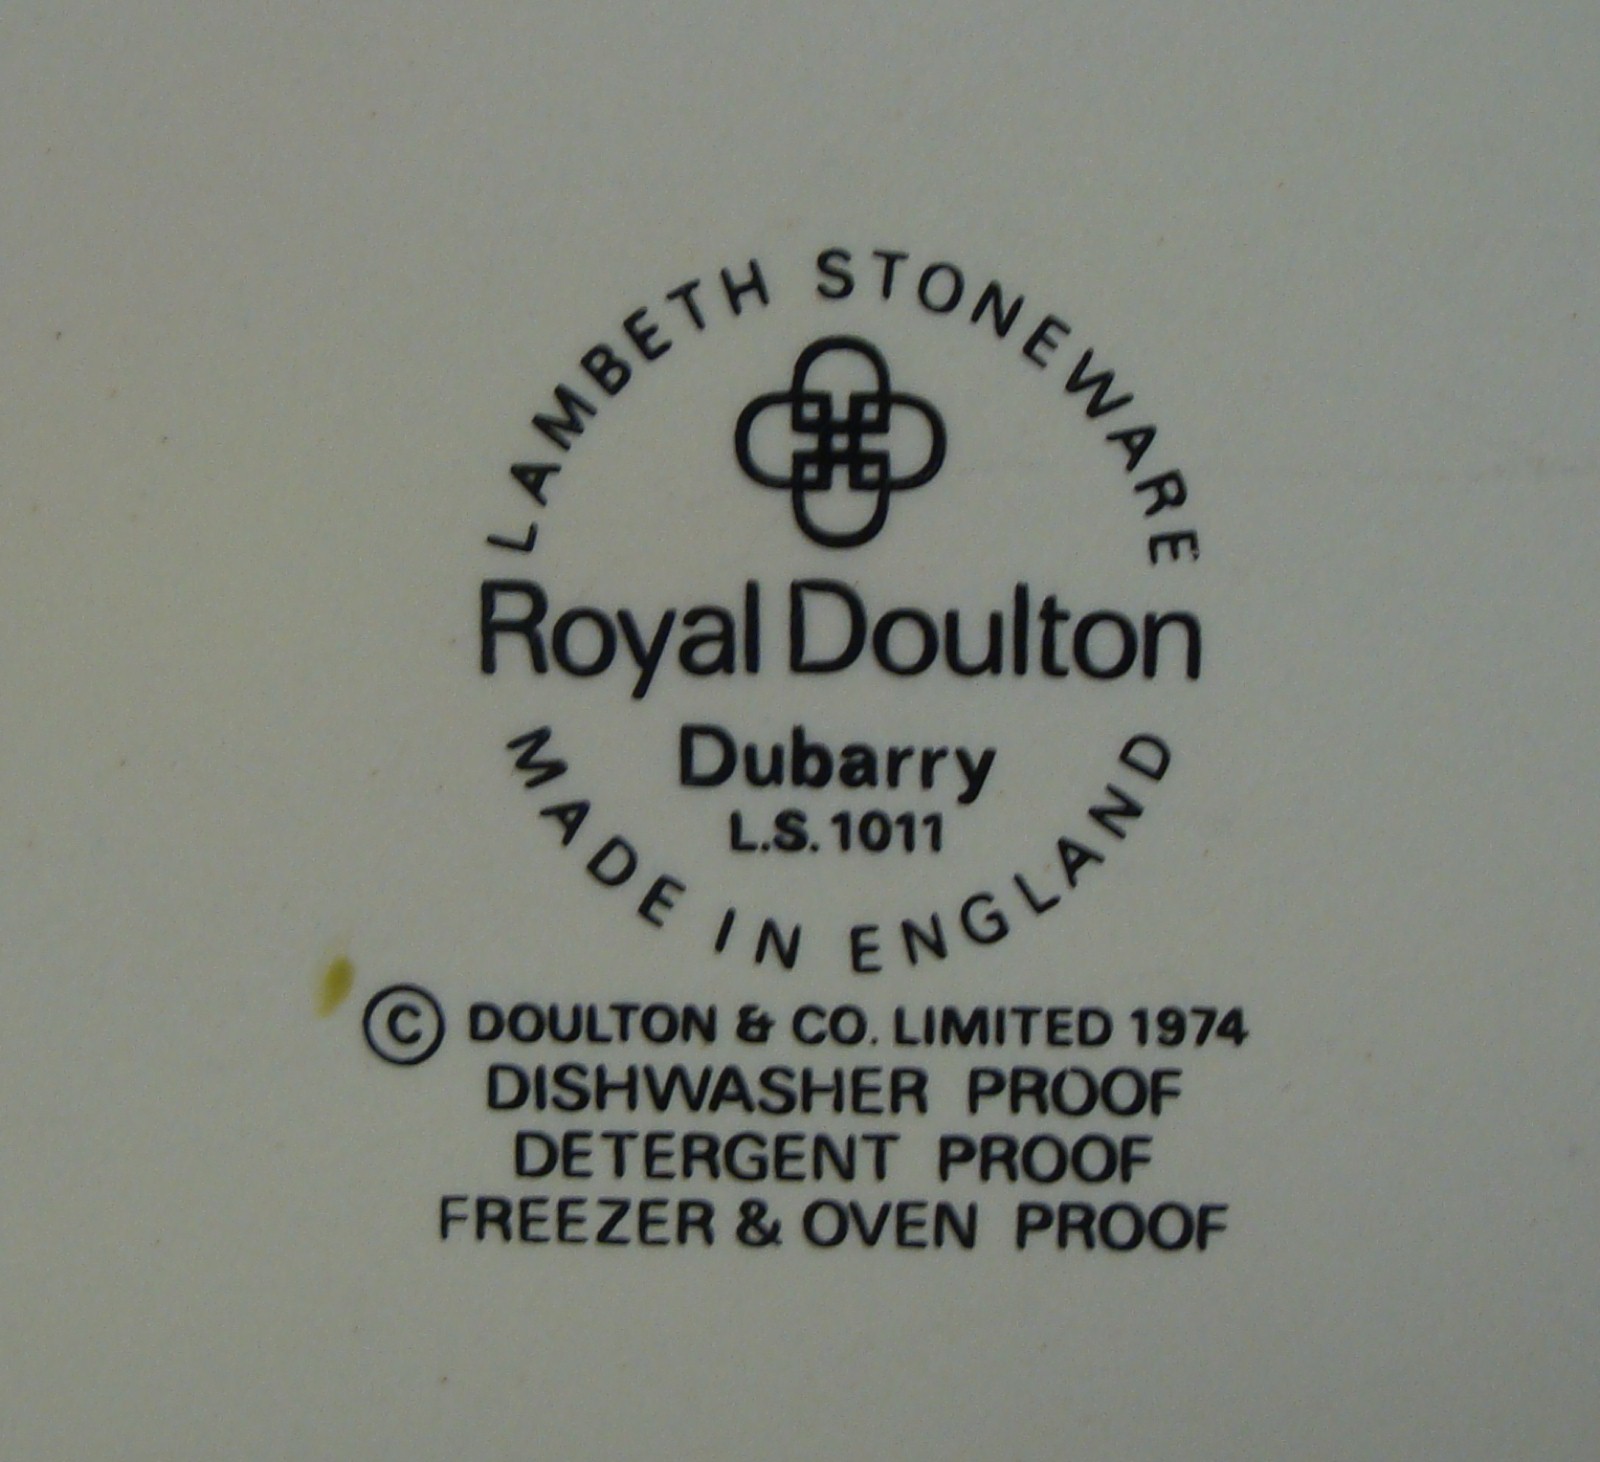 LAMBETH STONEWARE
Royal Doulton
Dubarry
L.S. 1011
MADE IN ENGLAND
© DOULTON & CO. LIMITED 1974
DISHWASHER PROOF
DETERGENT PROOF
FREEZER & OVEN PROOF